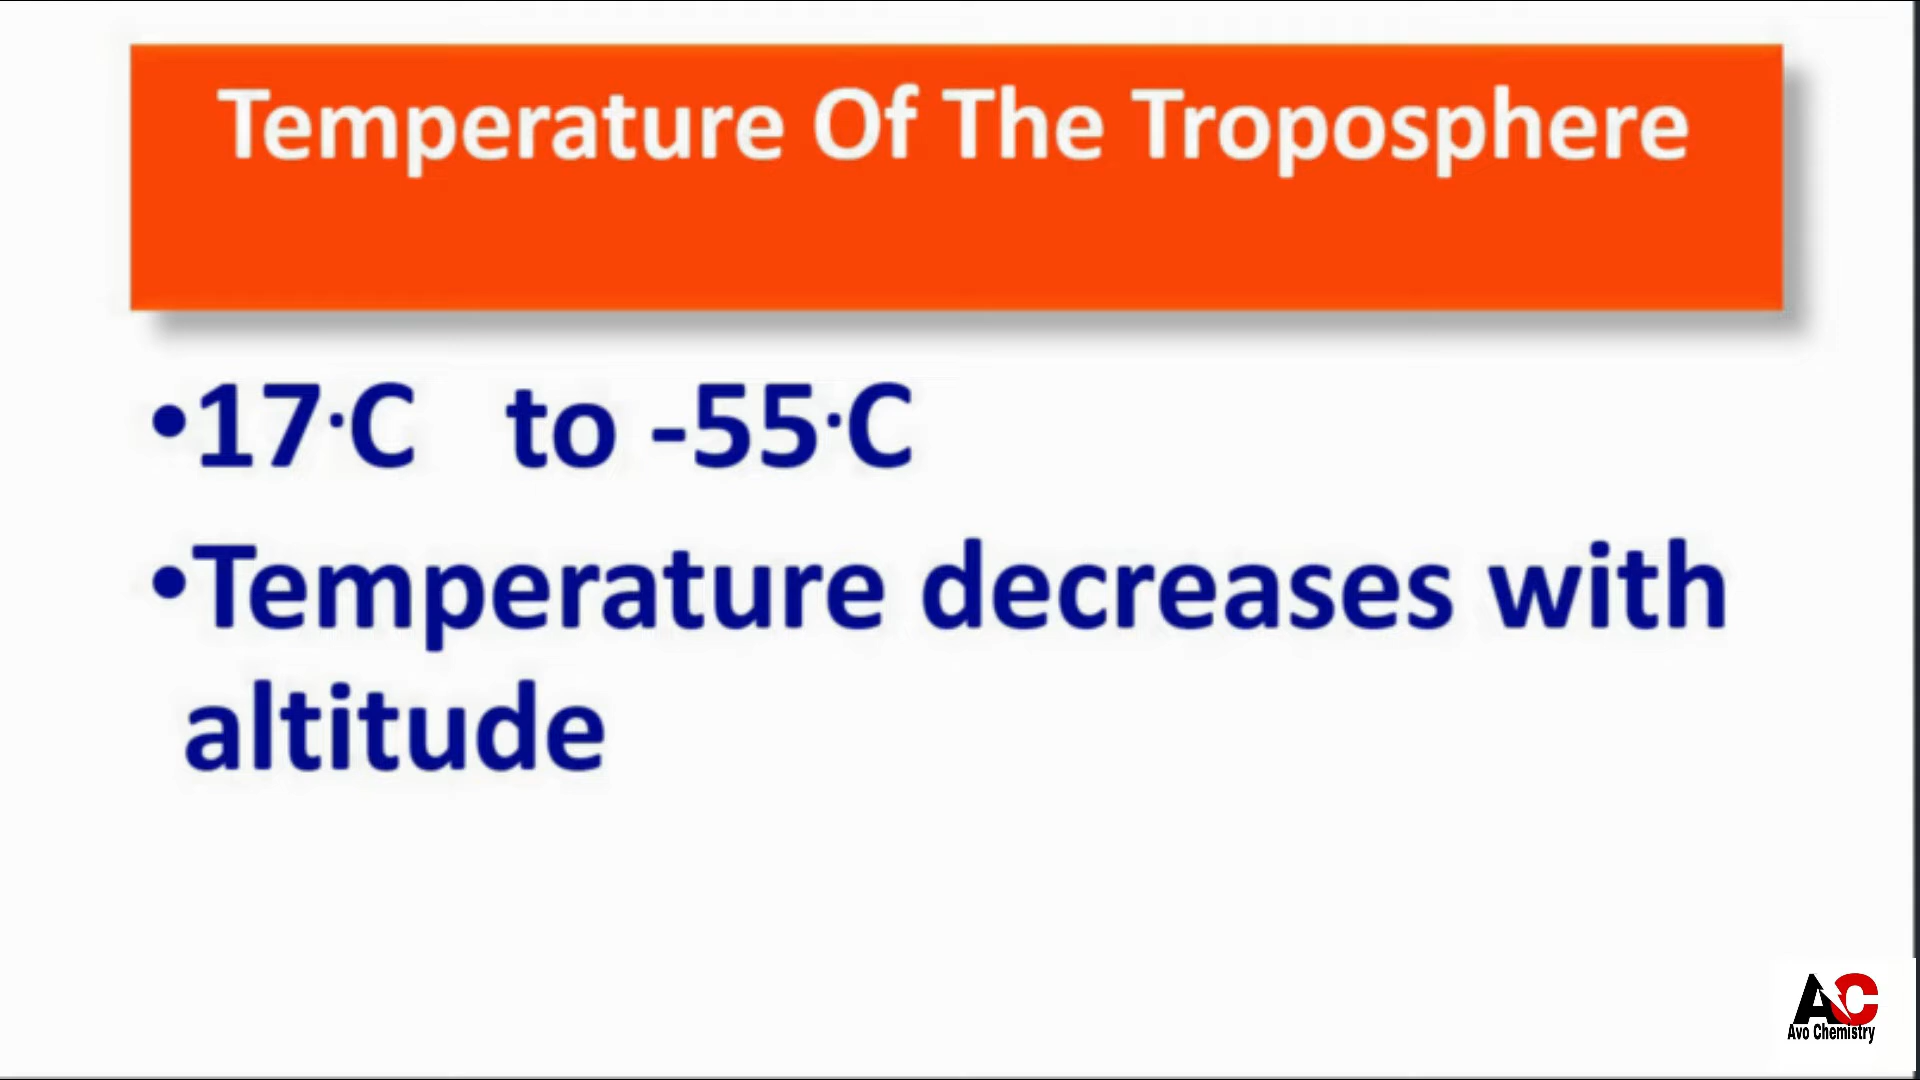 Temperature Of The Troposphere
•17·C to -55·C
•Temperature decreases with
altitude
AC
Avo Chemistry